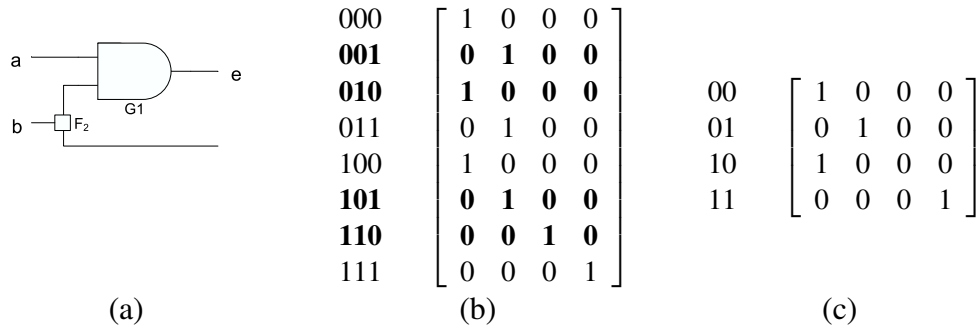 a
e
G1
b
F₂
(a)
000 1 0 0 0
001 0 1 0 0
010 1 0 0 0
011 0 1 0 0
100 1 0 0 0
101 0 1 0 0
110 0 0 1 0
111 0 0 0 1
(b)
00 1 0 0 0
01 0 1 0 0
10 1 0 0 0
11 0 0 0 1
(c)